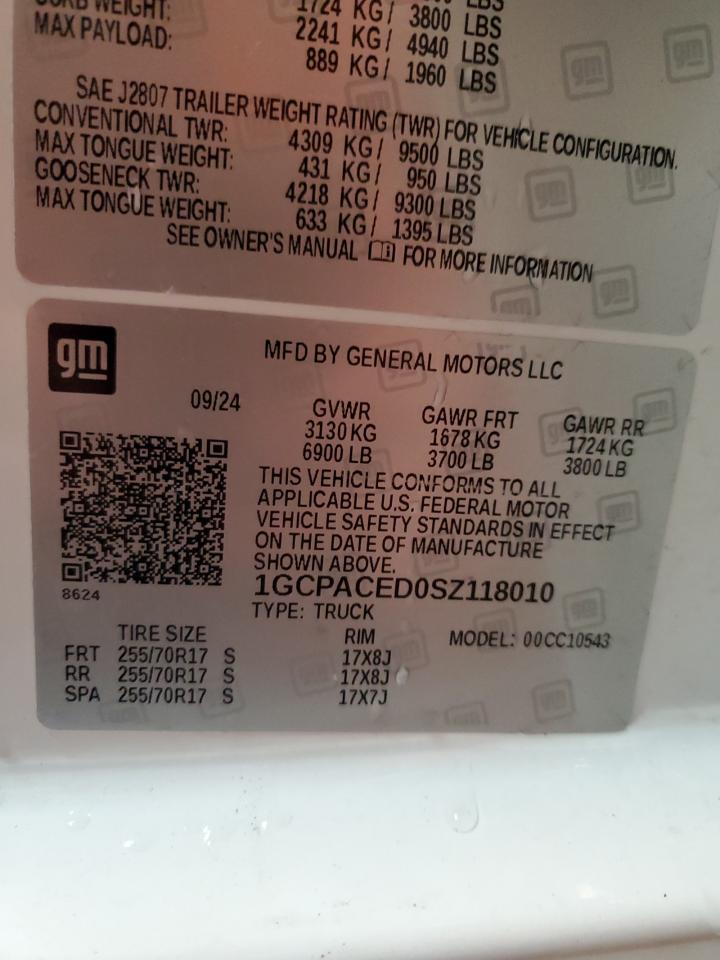 CURB WEIGHT:
MAX PAYLOAD:
1724 KG/ 3800 LBS
2241 KG/ 4940 LBS
889 KG/ 1960 LBS
SAE J2807 TRAILER WEIGHT RATING (TWR) FOR VEHICLE CONFIGURATION.
CONVENTIONAL TWR: 4309 KG/ 9500 LBS
MAX TONGUE WEIGHT: 431 KG/ 950 LBS
GOOSENECK TWR: 4218 KG/ 9300 LBS
MAX TONGUE WEIGHT: 633 KG/ 1395 LBS
SEE OWNER'S MANUAL FOR MORE INFORMATION
gm
MFD BY GENERAL MOTORS LLC
09/24
GVWR GAWR FRT GAWR RR
3130 KG 1678 KG 1724 KG
6900 LB 3700 LB 3800 LB
THIS VEHICLE CONFORMS TO ALL
APPLICABLE U.S. FEDERAL MOTOR
VEHICLE SAFETY STANDARDS IN EFFECT
ON THE DATE OF MANUFACTURE
SHOWN ABOVE.
8624
1GCPACED0SZ118010
TYPE: TRUCK
TIRE SIZE RIM MODEL: 00CC10543
FRT 255/70R17 S 17X8J
RR 255/70R17 S 17X8J
SPA 255/70R17 S 17X7J